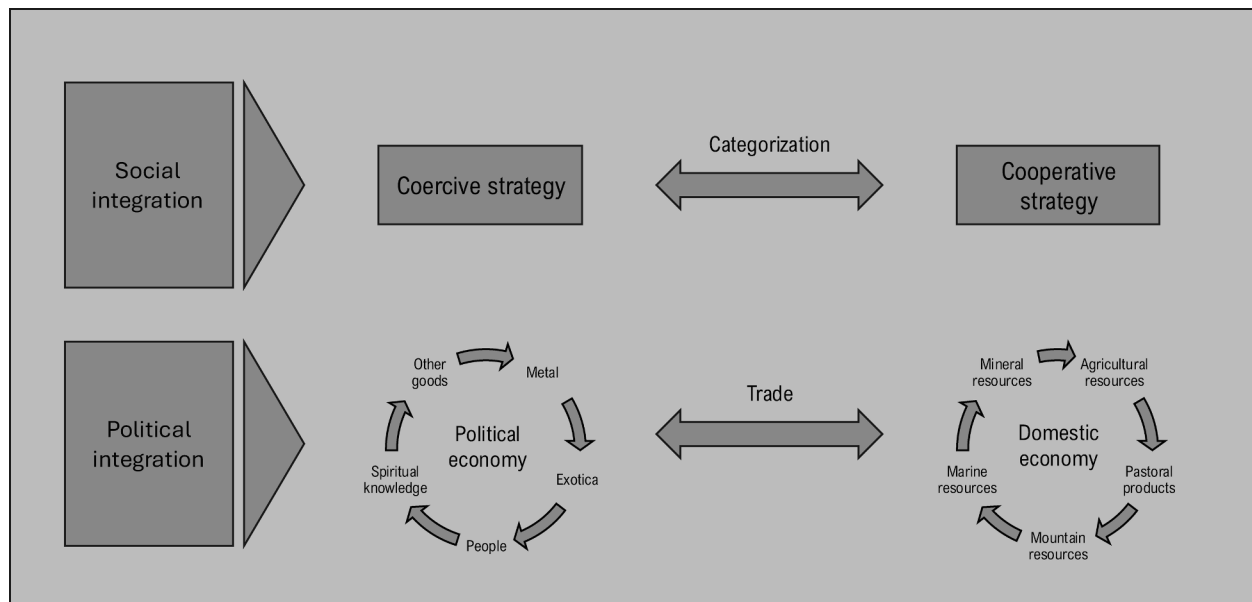 Social
integration
Coercive strategy
Categorization
Cooperative
strategy
Political
integration
Other
goods
Metal
Exotica
People
Spiritual
knowledge
Political
economy
Trade
Mineral
resources
Agricultural
resources
Pastoral
products
Mountain
resources
Marine
resources
Domestic
economy